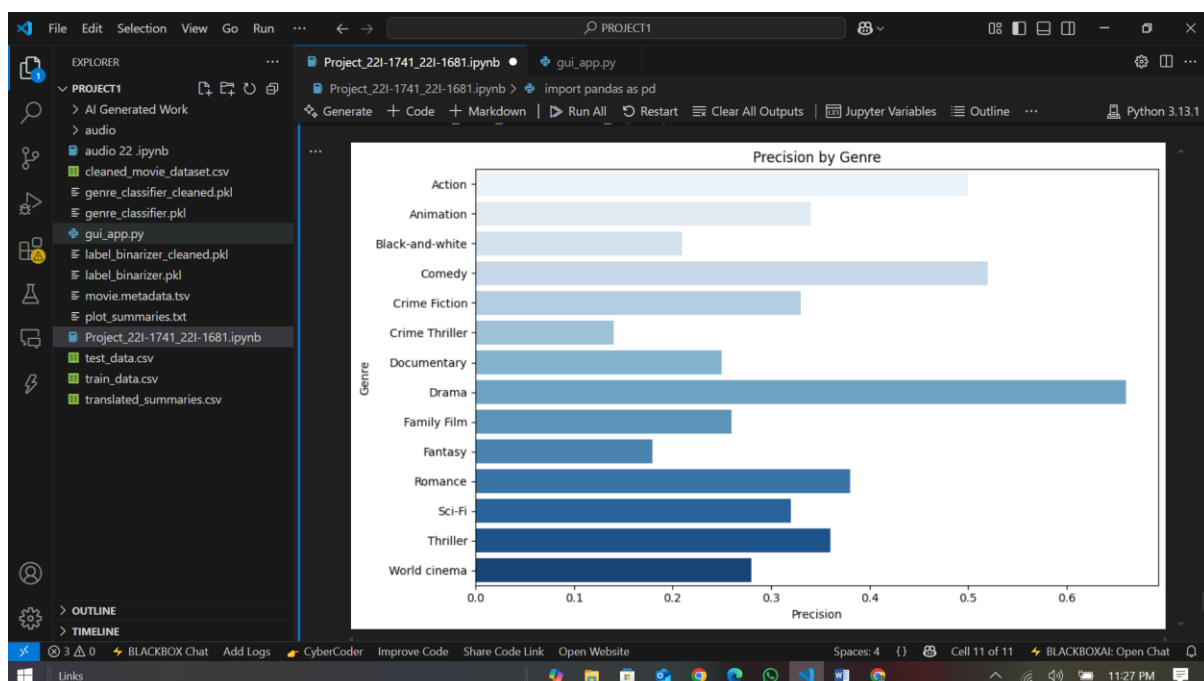 File Edit Selection View Go Run ··· PROJECT1
EXPLORER ···
PROJECT1
AI Generated Work
audio
audio 22 .ipynb
cleaned_movie_dataset.csv
genre_classifier_cleaned.pkl
genre_classifier.pkl
gui_app.py
label_binarizer_cleaned.pkl
label_binarizer.pkl
movie.metadata.tsv
plot_summaries.txt
Project_22I-1741_22I-1681.ipynb
test_data.csv
train_data.csv
translated_summaries.csv
OUTLINE
TIMELINE
1
Project_22I-1741_22I-1681.ipynb gui_app.py
Project_22I-1741_22I-1681.ipynb > import pandas as pd
Generate + Code + Markdown | Run All Restart Clear All Outputs | Jupyter Variables Outline ··· Python 3.13.1
···
Precision by Genre
Action
Animation
Black-and-white
Comedy
Crime Fiction
Crime Thriller
Documentary
Drama
Family Film
Fantasy
Romance
Sci-Fi
Thriller
World cinema
Genre
0.0 0.1 0.2 0.3 0.4 0.5 0.6
Precision
3 0 BLACKBOX Chat Add Logs CyberCoder Improve Code Share Code Link Open Website Spaces: 4 {} Cell 11 of 11 BLACKBOXAI: Open Chat
Links 11:27 PM